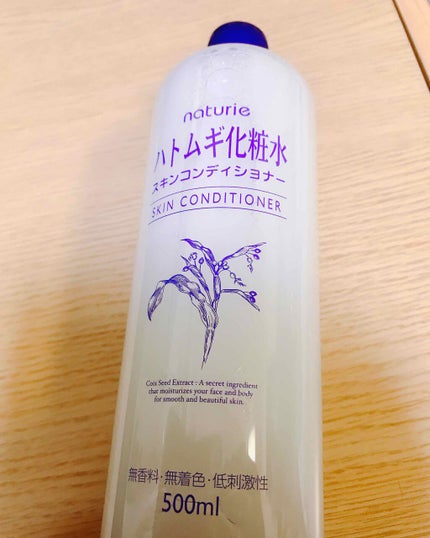 naturie
ハトムギ化粧水
スキンコンディショナー
SKIN CONDITIONER
Coix Seed Extract : A secret ingredient
that moisturizes your face and body
for smooth and beautiful skin.
無香料・無着色・低刺激性
500ml